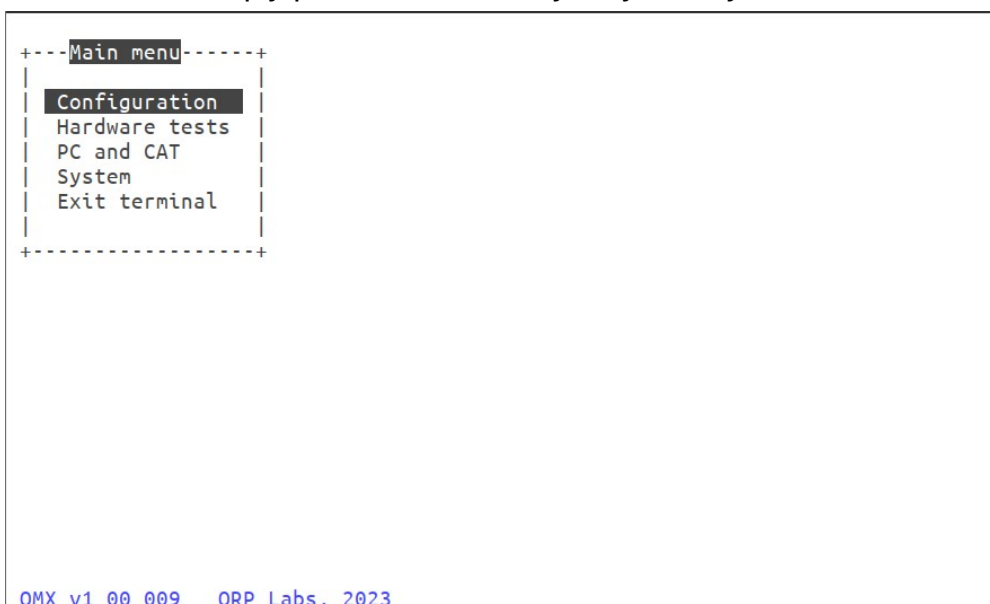 Main menu
Configuration
Hardware tests
PC and CAT
System
Exit terminal
QMX v1_00_009 QRP Labs, 2023